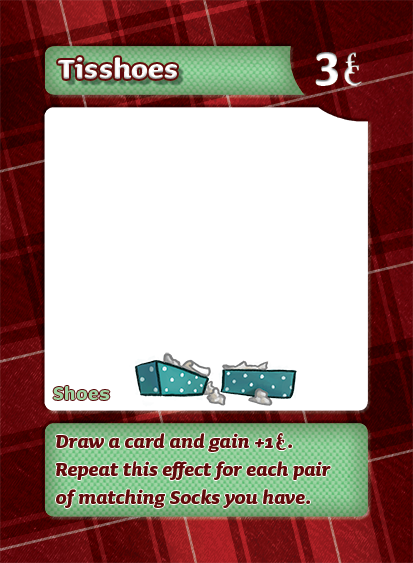 Tisshoes
3£
Shoes
Draw a card and gain +1£.
Repeat this effect for each pair
of matching Socks you have.